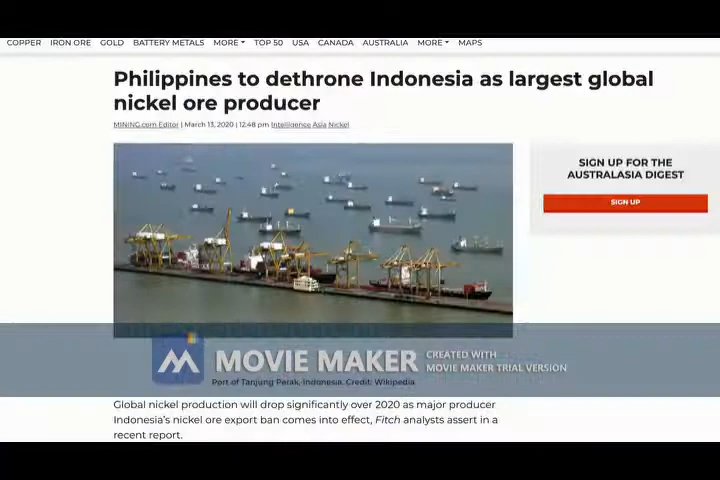 COPPER IRON ORE GOLD BATTERY METALS MORE TOP 50 USA CANADA AUSTRALIA MORE MAPS
Philippines to dethrone Indonesia as largest global
nickel ore producer
MINING.com Editor | March 13, 2020 | 12:48 pm Intelligence Asia Nickel
SIGN UP FOR THE
AUSTRALASIA DIGEST
SIGN UP
MOVIE MAKER
CREATED WITH
MOVIE MAKER TRIAL VERSION
Port of Tanjung Perak, Indonesia. Credit: Wikipedia
Global nickel production will drop significantly over 2020 as major producer
Indonesia's nickel ore export ban comes into effect, Fitch analysts assert in a
recent report.